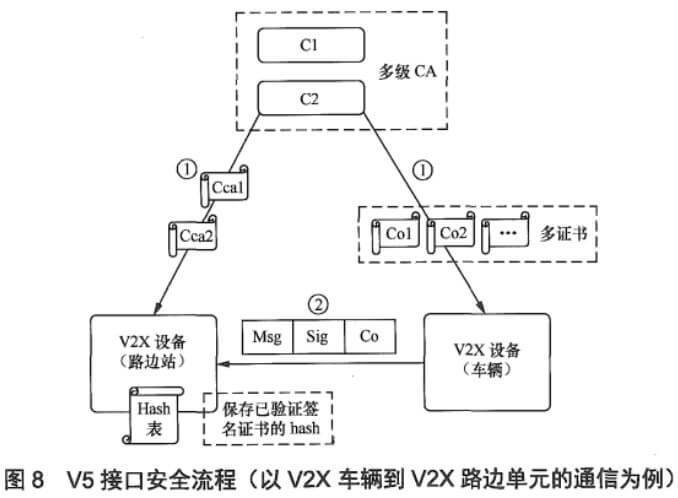 C1
多级 CA
C2
①
①
Cca1
Cca2
Co1
Co2
…
多证书
②
V2X 设备
（路边站）
Msg
Sig
Co
V2X 设备
（车辆）
Hash
表
保存已验证签
名证书的 hash
图 8 V5 接口安全流程（以 V2X 车辆到 V2X 路边单元的通信为例）